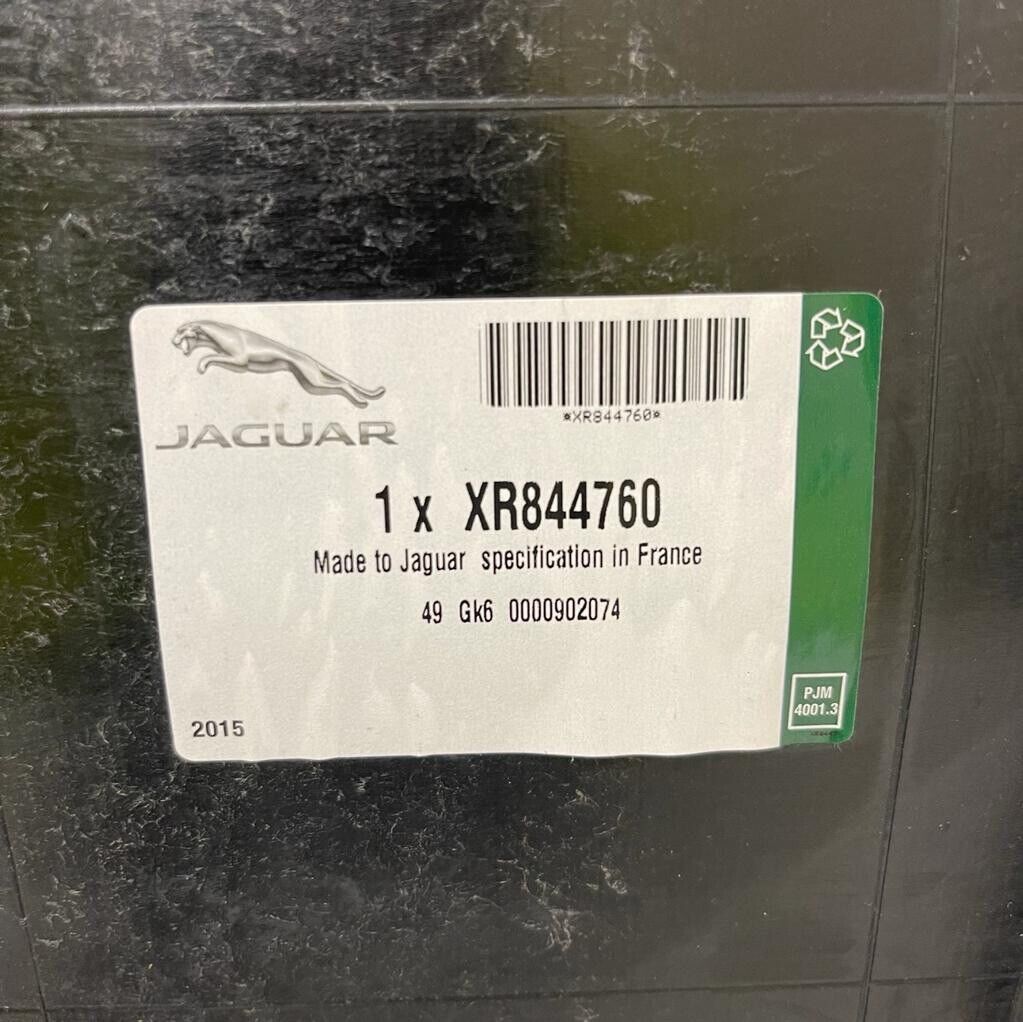 JAGUAR
*XR844760*
1 x XR844760
Made to Jaguar specification in France
49 Gk6 0000902074
2015
PJM
4001.3